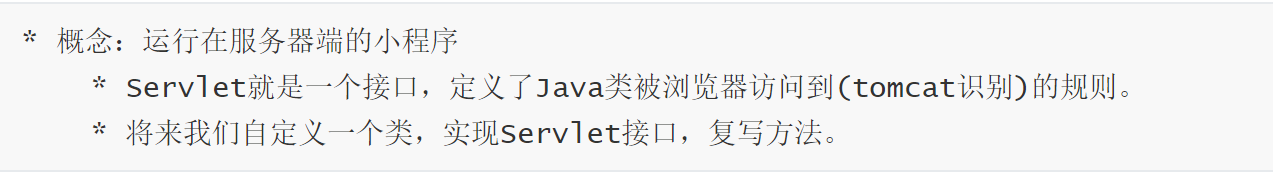 * 概念：运行在服务器端的小程序
* Servlet就是一个接口，定义了Java类被浏览器访问到(tomcat识别)的规则。
* 将来我们自定义一个类，实现Servlet接口，复写方法。